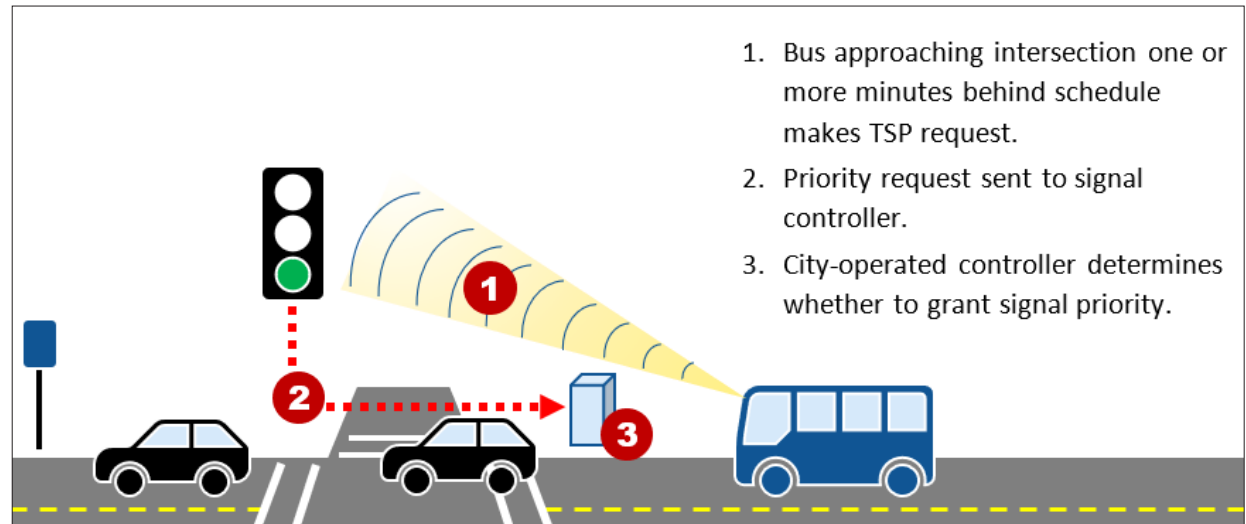 1. Bus approaching intersection one or
more minutes behind schedule
makes TSP request.
2. Priority request sent to signal
controller.
3. City-operated controller determines
whether to grant signal priority.
1
2
3